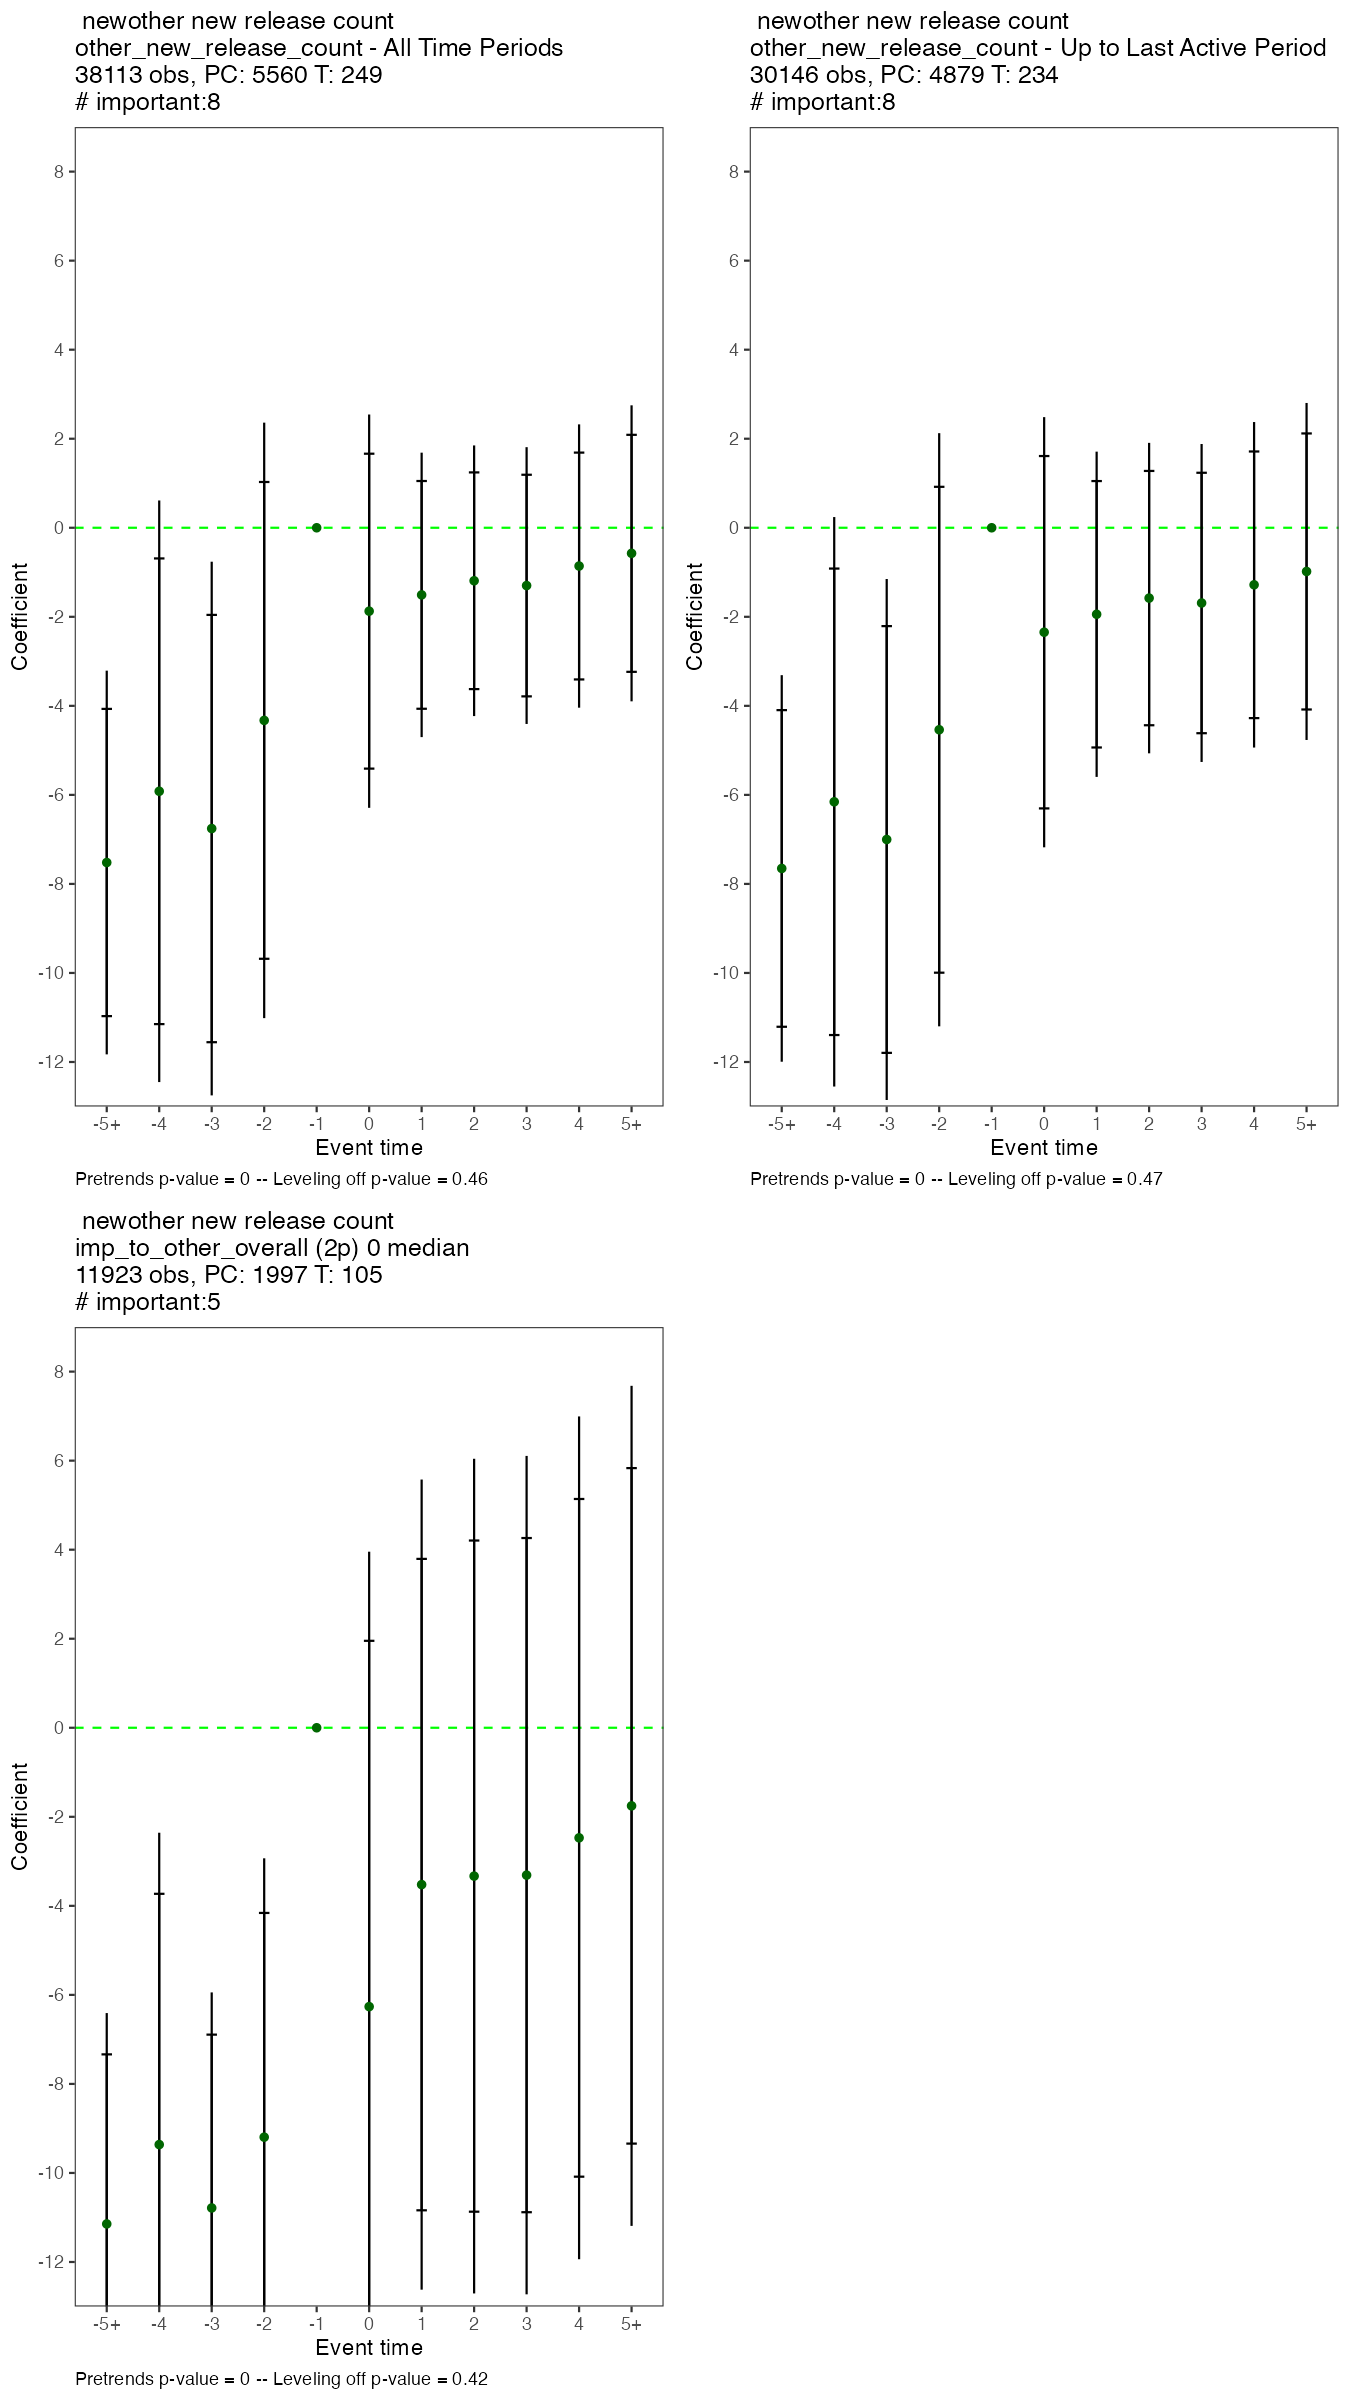 newother new release count
other_new_release_count - All Time Periods
38113 obs, PC: 5560 T: 249
# important:8
8
6
4
2
0
-2
-4
-6
-8
-10
-12
Coefficient
-5+ -4 -3 -2 -1 0 1 2 3 4 5+
Event time
Pretrends p-value = 0 -- Leveling off p-value = 0.46
newother new release count
other_new_release_count - Up to Last Active Period
30146 obs, PC: 4879 T: 234
# important:8
8
6
4
2
0
-2
-4
-6
-8
-10
-12
Coefficient
-5+ -4 -3 -2 -1 0 1 2 3 4 5+
Event time
Pretrends p-value = 0 -- Leveling off p-value = 0.47
newother new release count
imp_to_other_overall (2p) 0 median
11923 obs, PC: 1997 T: 105
# important:5
8
6
4
2
0
-2
-4
-6
-8
-10
-12
Coefficient
-5+ -4 -3 -2 -1 0 1 2 3 4 5+
Event time
Pretrends p-value = 0 -- Leveling off p-value = 0.42